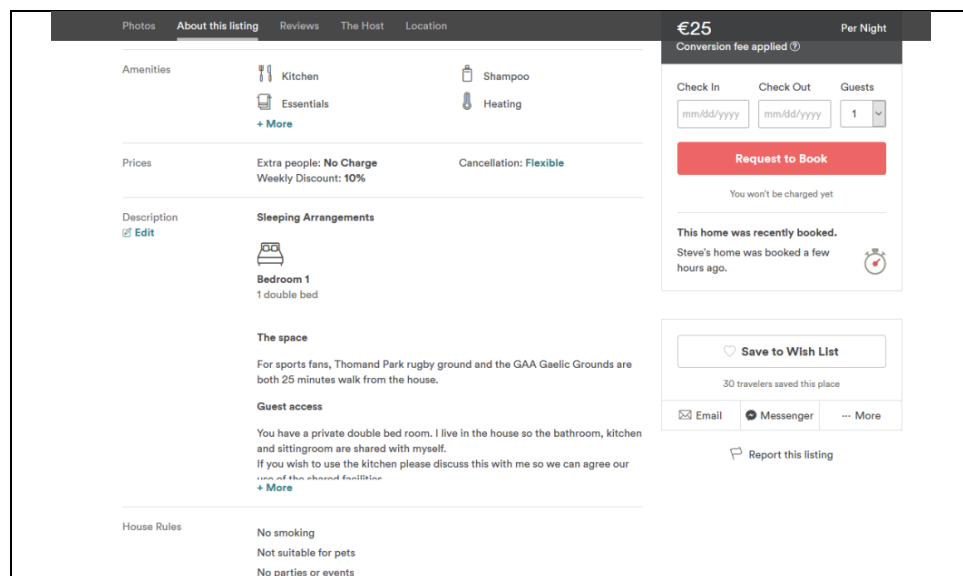 Photos About this listing Reviews The Host Location
€25 Per Night
Conversion fee applied
Amenities
Kitchen Shampoo
Essentials Heating
+ More
Prices
Extra people: No Charge Cancellation: Flexible
Weekly Discount: 10%
Description
Edit
Sleeping Arrangements
Bedroom 1
1 double bed
The space
For sports fans, Thomand Park rugby ground and the GAA Gaelic Grounds are
both 25 minutes walk from the house.
Guest access
You have a private double bed room. I live in the house so the bathroom, kitchen
and sittingroom are shared with myself.
If you wish to use the kitchen please discuss this with me so we can agree our
use of the shared facilities
+ More
House Rules
No smoking
Not suitable for pets
No parties or events
Check In Check Out Guests
mm/dd/yyyy mm/dd/yyyy 1
Request to Book
You won't be charged yet
This home was recently booked.
Steve's home was booked a few
hours ago.
Save to Wish List
30 travelers saved this place
Email Messenger ··· More
Report this listing